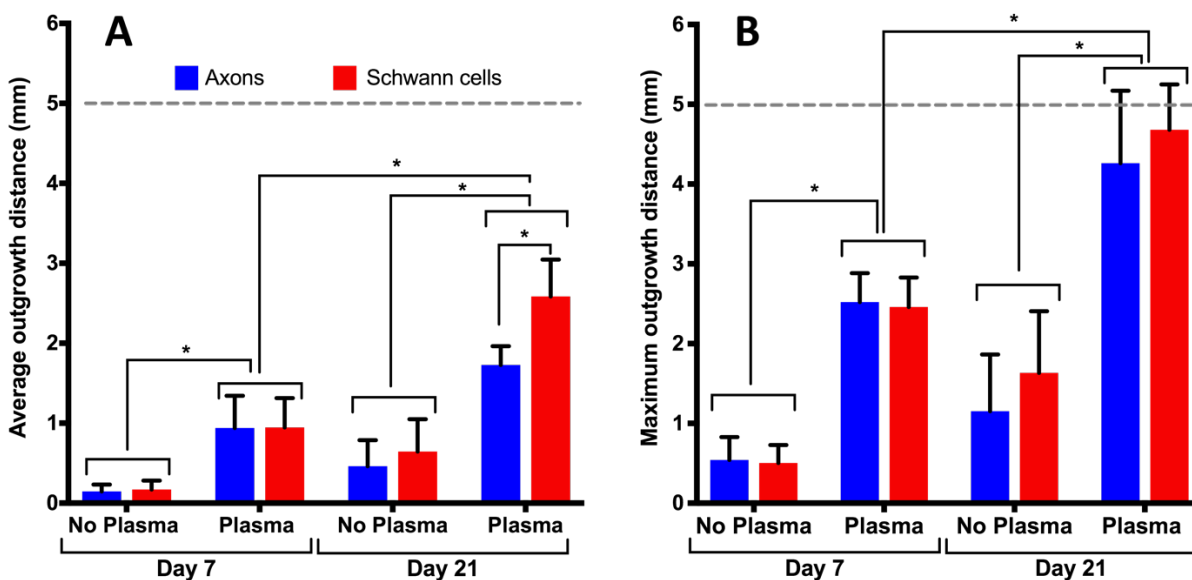 A
Axons
Schwann cells
Average outgrowth distance (mm)
6
5
4
3
2
1
0
*
*
*
*
No Plasma
Plasma
No Plasma
Plasma
Day 7
Day 21
B
Maximum outgrowth distance (mm)
6
5
4
3
2
1
0
*
*
*
No Plasma
Plasma
No Plasma
Plasma
Day 7
Day 21